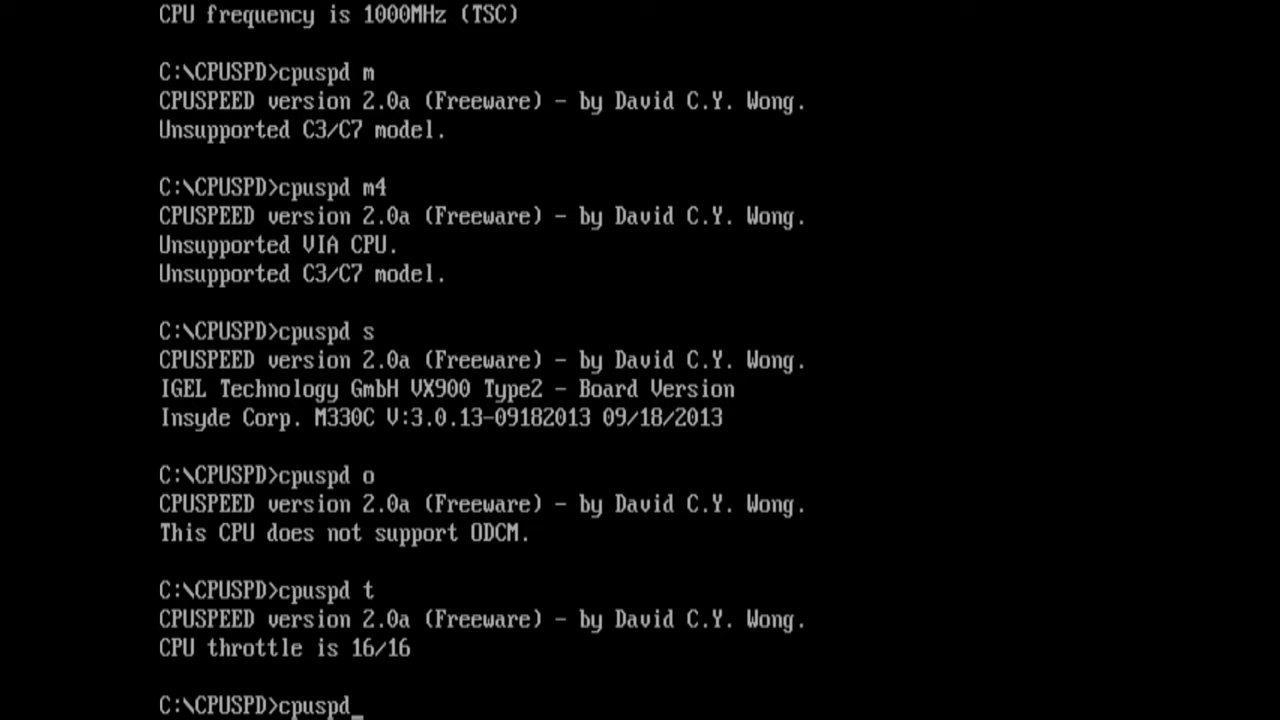 CPU frequency is 1000MHz (TSC)
C:\CPUSPD>cpuspd m
CPUSPEED version 2.0a (Freeware) - by David C.Y. Wong.
Unsupported C3/C7 model.
C:\CPUSPD>cpuspd m4
CPUSPEED version 2.0a (Freeware) - by David C.Y. Wong.
Unsupported VIA CPU.
Unsupported C3/C7 model.
C:\CPUSPD>cpuspd s
CPUSPEED version 2.0a (Freeware) - by David C.Y. Wong.
IGEL Technology GmbH VX900 Type2 - Board Version
Insyde Corp. M330C V:3.0.13-09182013 09/18/2013
C:\CPUSPD>cpuspd o
CPUSPEED version 2.0a (Freeware) - by David C.Y. Wong.
This CPU does not support ODCM.
C:\CPUSPD>cpuspd t
CPUSPEED version 2.0a (Freeware) - by David C.Y. Wong.
CPU throttle is 16/16
C:\CPUSPD>cpuspd_